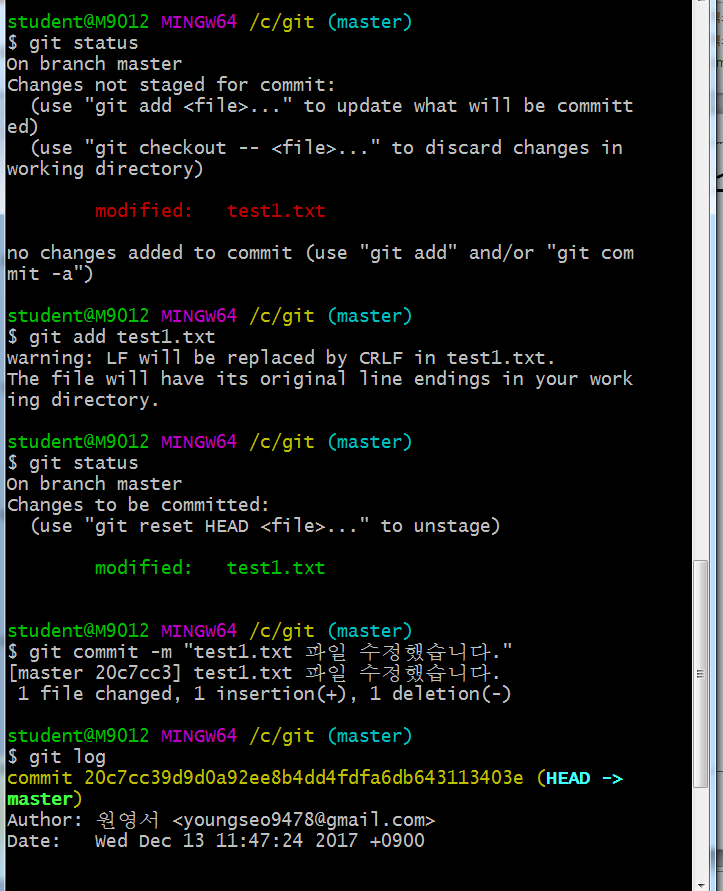 student@M9012 MINGW64 /c/git (master)
$ git status
On branch master
Changes not staged for commit:
  (use "git add <file>..." to update what will be committ
ed)
  (use "git checkout -- <file>..." to discard changes in
working directory)
        modified:   test1.txt
no changes added to commit (use "git add" and/or "git com
mit -a")
student@M9012 MINGW64 /c/git (master)
$ git add test1.txt
warning: LF will be replaced by CRLF in test1.txt.
The file will have its original line endings in your work
ing directory.
student@M9012 MINGW64 /c/git (master)
$ git status
On branch master
Changes to be committed:
  (use "git reset HEAD <file>..." to unstage)
        modified:   test1.txt
student@M9012 MINGW64 /c/git (master)
$ git commit -m "test1.txt 파일 수정했습니다."
[master 20c7cc3] test1.txt 파일 수정했습니다.
 1 file changed, 1 insertion(+), 1 deletion(-)
student@M9012 MINGW64 /c/git (master)
$ git log
commit 20c7cc39d9d0a92ee8b4dd4fdfa6db643113403e (HEAD ->
master)
Author: 원영서 <youngseo9478@gmail.com>
Date:   Wed Dec 13 11:47:24 2017 +0900